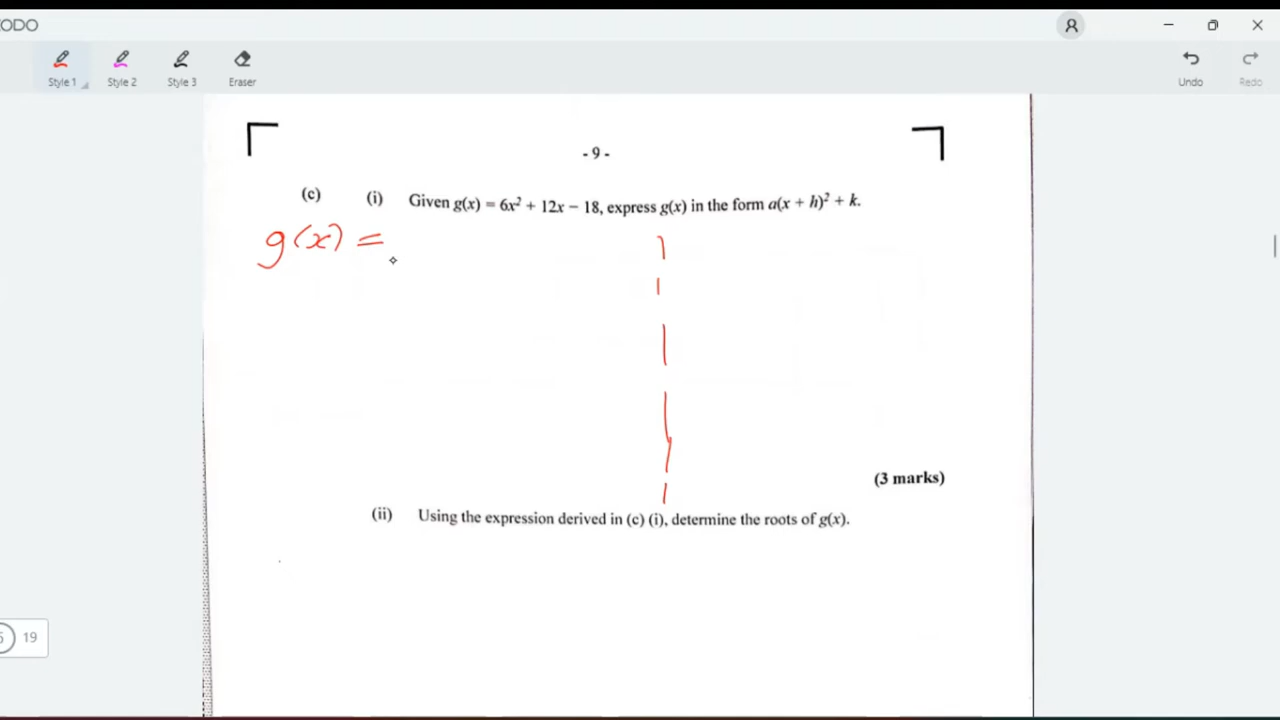 ODO
Style 1 Style 2 Style 3 Eraser Undo Redo
- 9 -
(c) (i) Given g(x) = 6x² + 12x − 18, express g(x) in the form a(x + h)² + k.
g(x) =
(3 marks)
(ii) Using the expression derived in (c) (i), determine the roots of g(x).
19